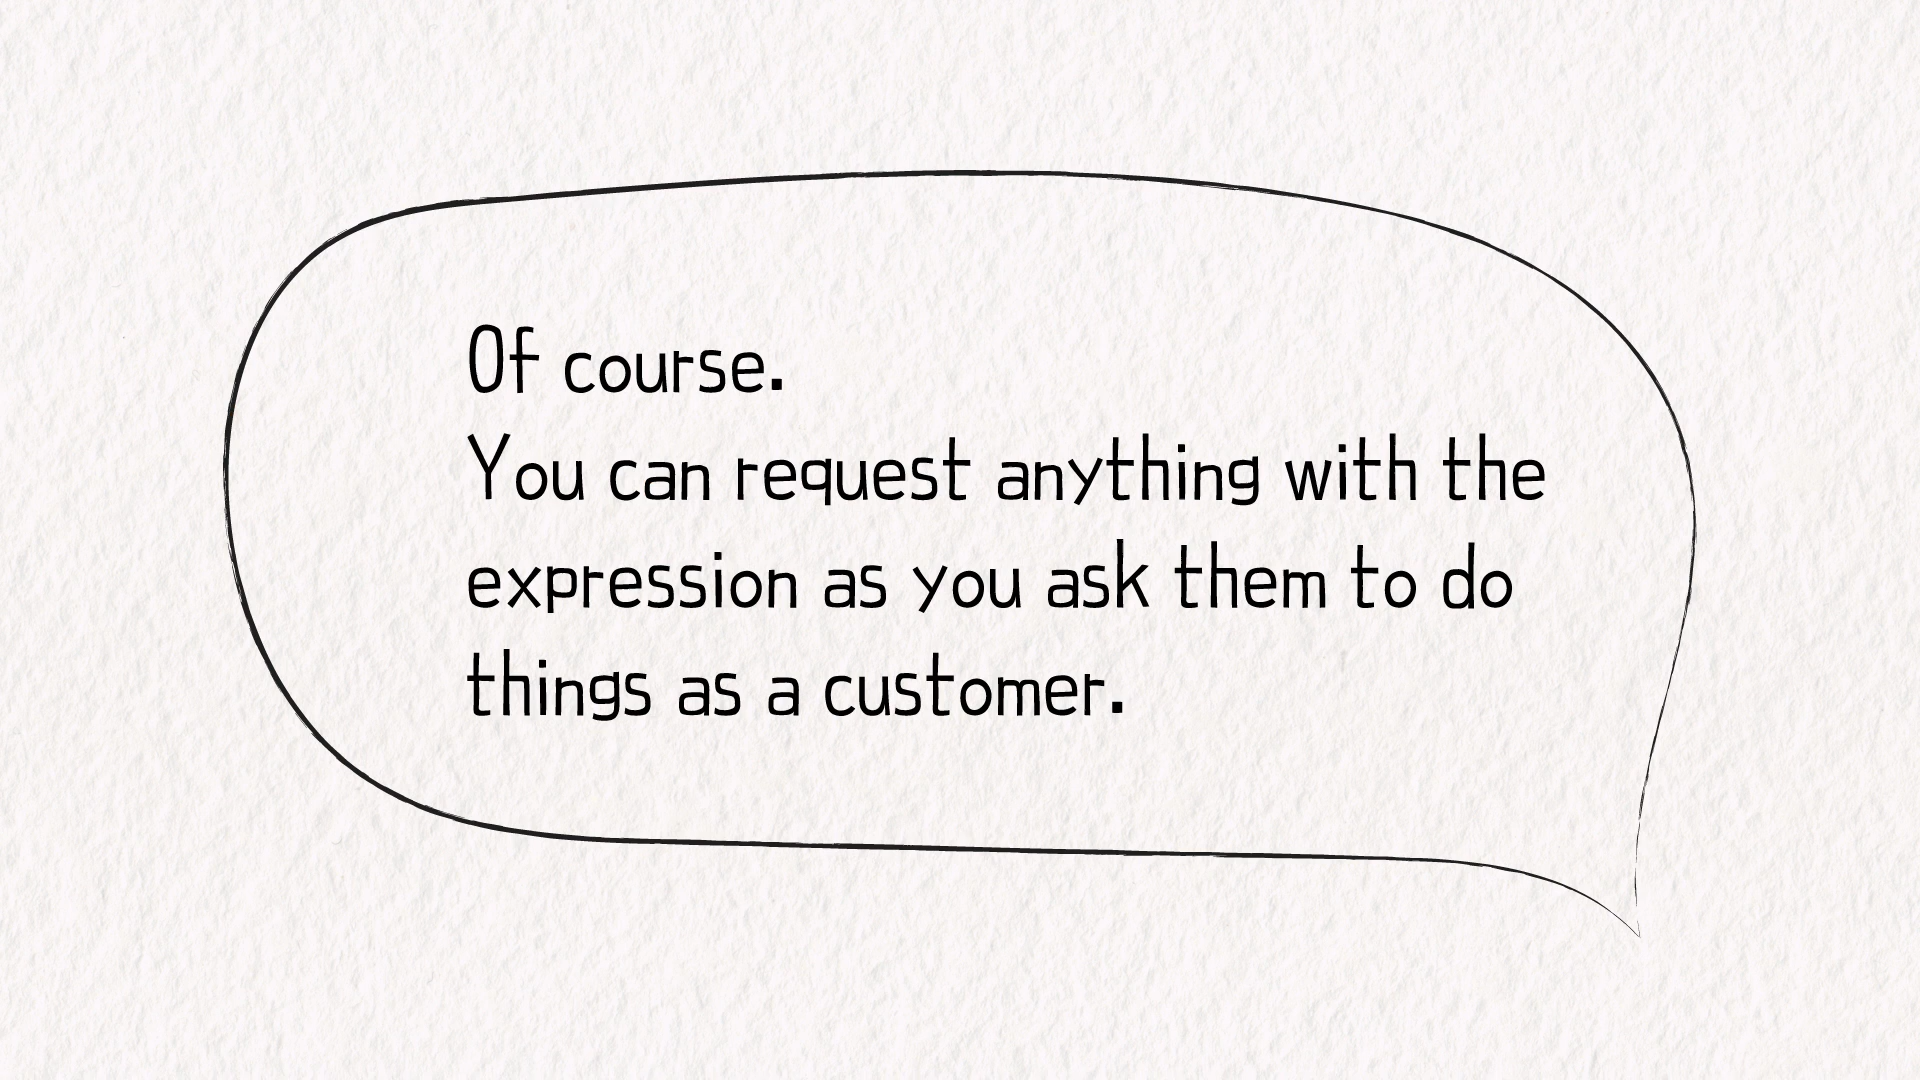 Of course.
You can request anything with the
expression as you ask them to do
things as a customer.